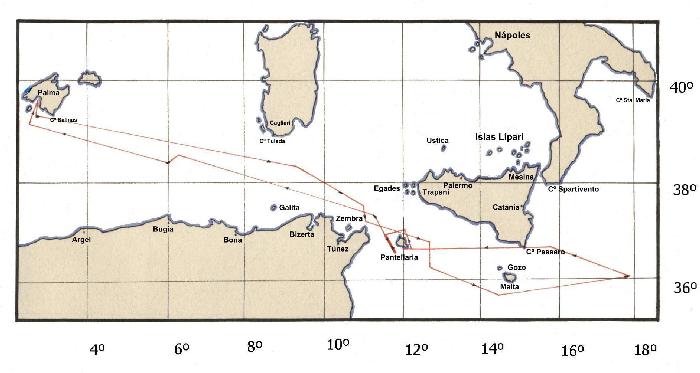 Nápoles
40º
Palma
Cº Salinas
Cº Sta. Maria
Cagliari
Cº Tulada
Ustica
Islas Lipari
Mesina
38º
Egades
Trapani
Palermo
Cº Spartivento
Galita
Zembra
Catania
Argel
Bugia
Bona
Bizerta
Tunez
Pantellaria
Cº Passaro
Gozo
Malta
36º
4º 6º 8º 10º 12º 14º 16º 18º